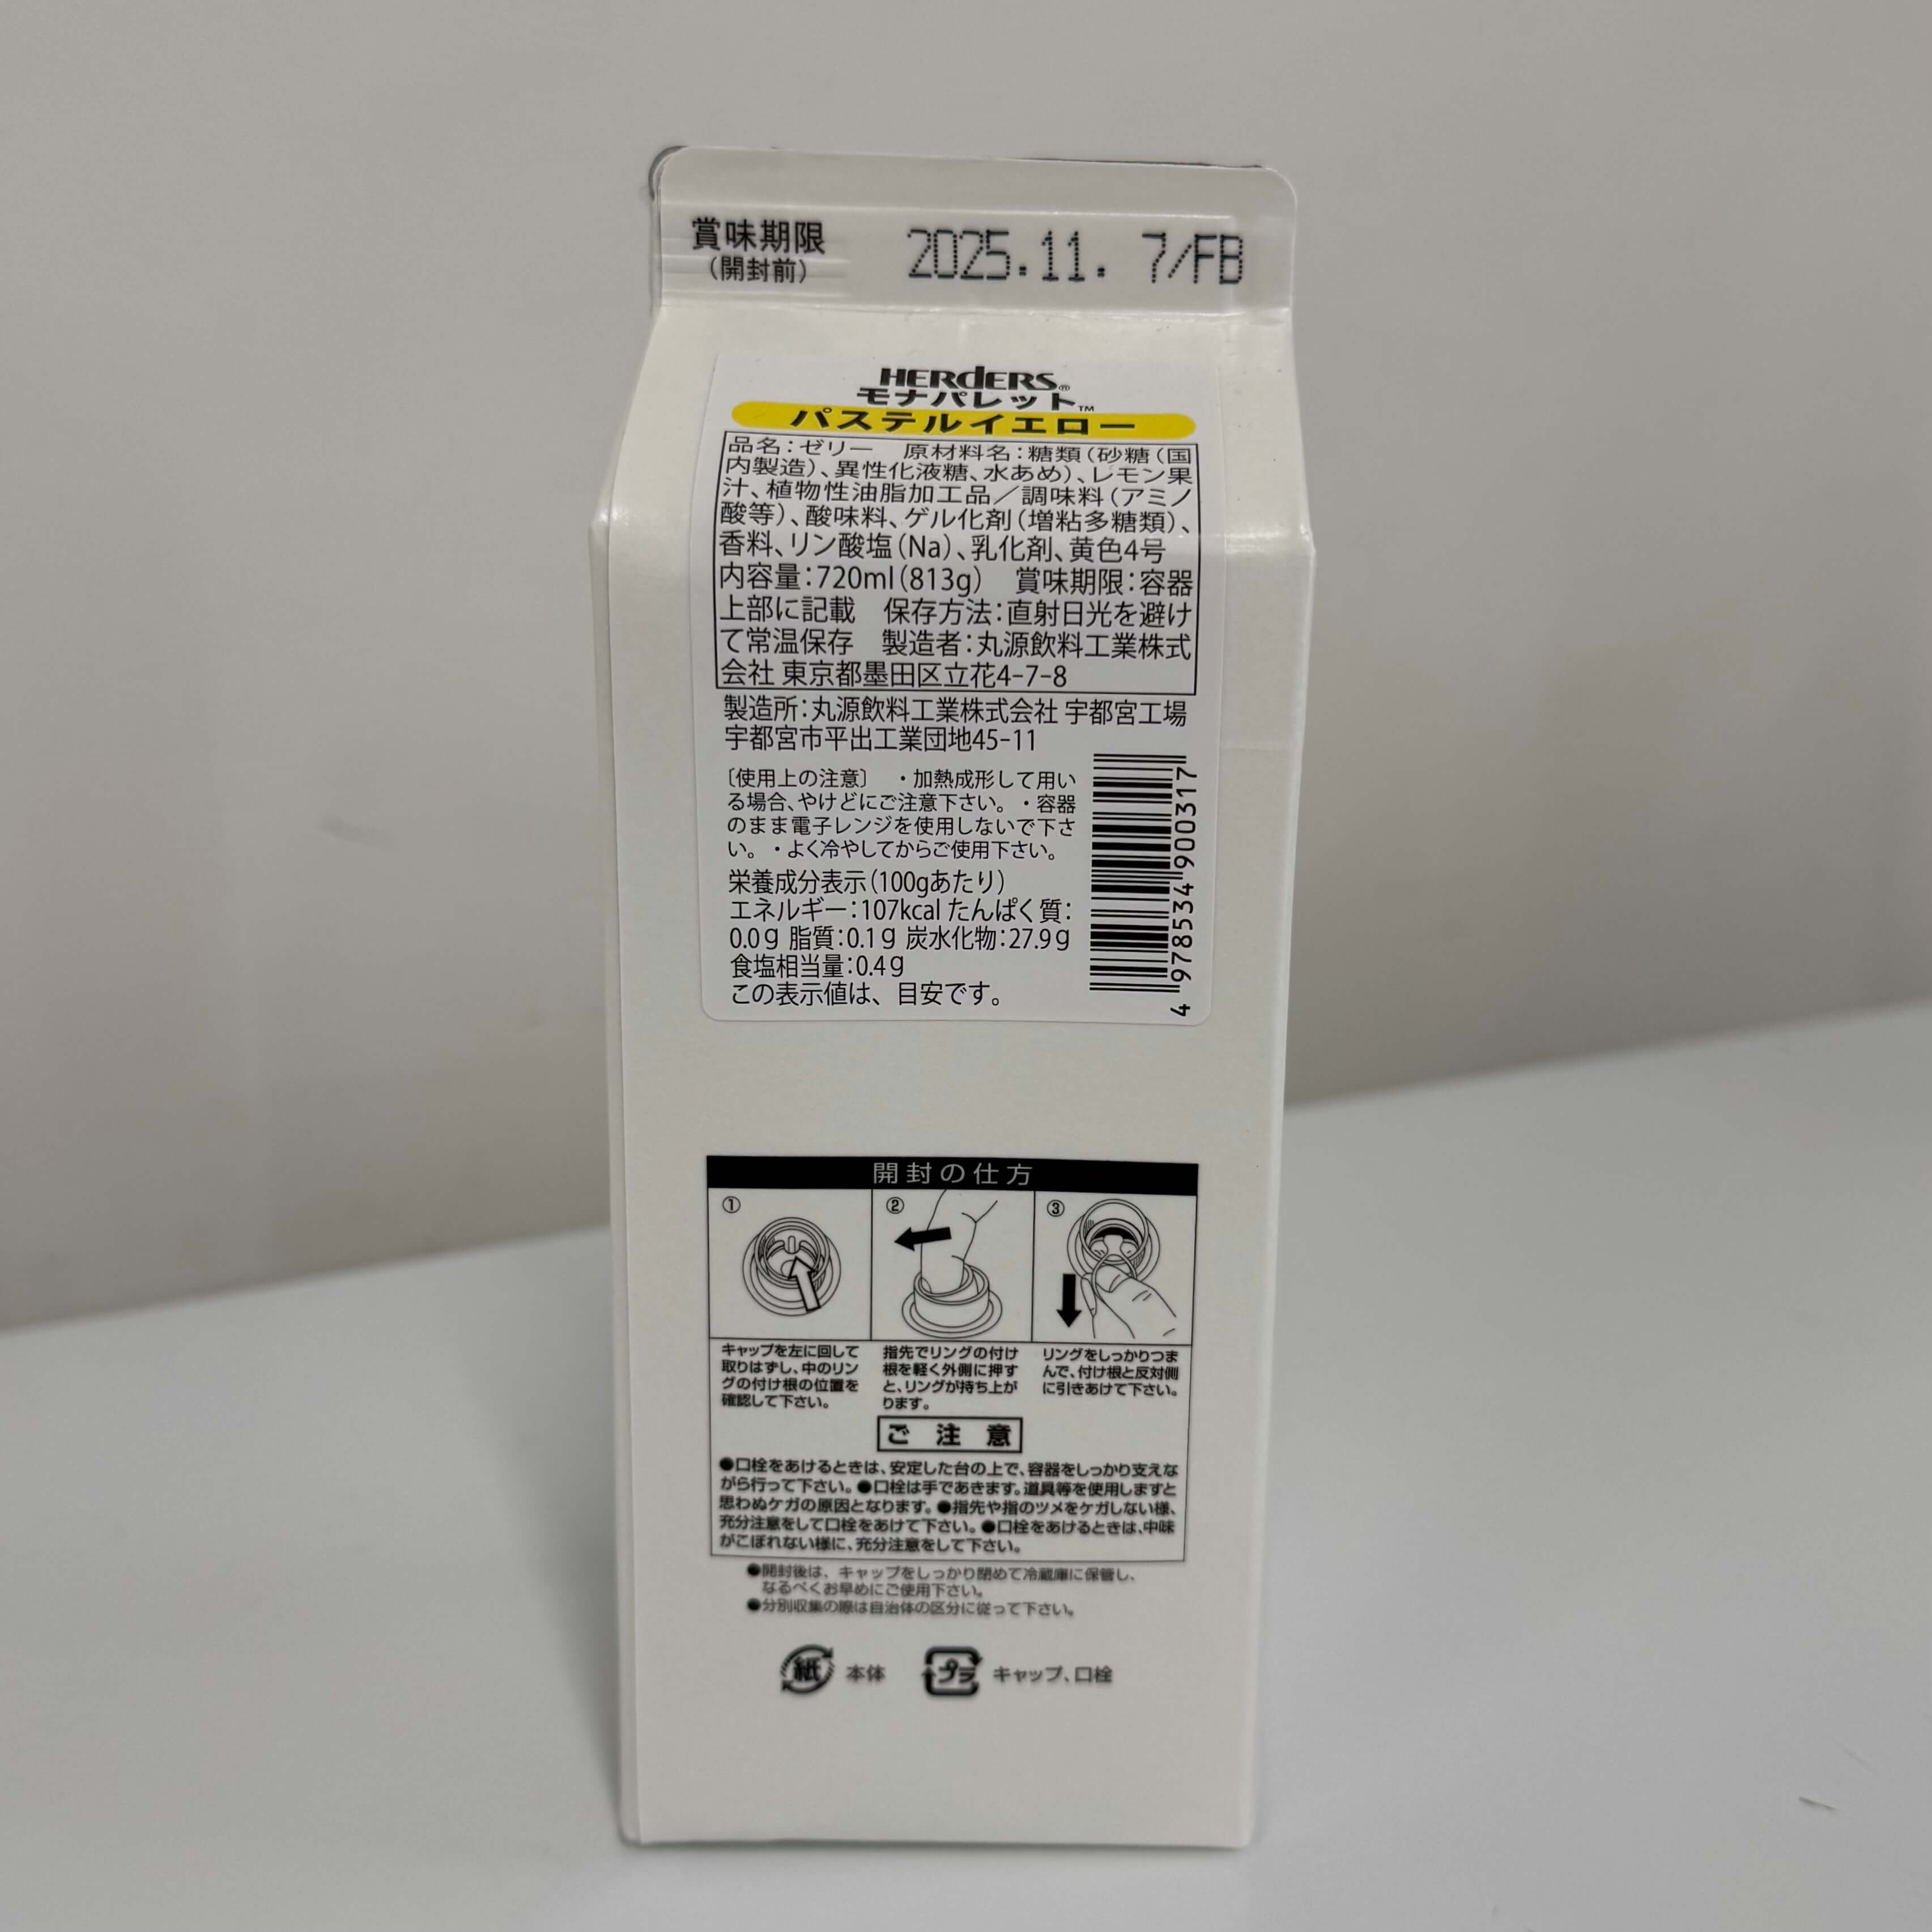 賞味期限
(開封前)
2025.11. 7/FB
HERdERS®
モナパレット™
パステルイエロー
品名：ゼリー　原材料名：糖類（砂糖（国
内製造）、異性化液糖、水あめ）、レモン果
汁、植物性油脂加工品／調味料（アミノ
酸等）、酸味料、ゲル化剤（増粘多糖類）、
香料、リン酸塩（Na）、乳化剤、黄色4号
内容量：720ml（813g）　賞味期限：容器
上部に記載　保存方法：直射日光を避け
て常温保存　製造者：丸源飲料工業株式
会社 東京都墨田区立花4-7-8
製造所：丸源飲料工業株式会社 宇都宮工場
宇都宮市平出工業団地45-11
〔使用上の注意〕　・加熱成形して用い
る場合、やけどにご注意下さい。・容器
のまま電子レンジを使用しないで下さ
い。・よく冷やしてからご使用下さい。
栄養成分表示（100gあたり）
エネルギー：107kcal たんぱく質：
0.0g 脂質：0.1g 炭水化物：27.9g
食塩相当量：0.4g
この表示値は、目安です。
4 978534 900317
開封の仕方
①
②
③
キャップを左に回して
取りはずし、中のリン
グの付け根の位置を
確認して下さい。
指先でリングの付け
根を軽く外側に押す
と、リングが持ち上が
ります。
リングをしっかりつま
んで、付け根と反対側
に引きあけて下さい。
ご注意
●口栓をあけるときは、安定した台の上で、容器をしっかり支えな
がら行って下さい。●口栓は手であきます。道具等を使用しますと
思わぬケガの原因となります。●指先や指のツメをケガしない様、
充分注意をして口栓をあけて下さい。●口栓をあけるときは、中味
がこぼれない様に、充分注意をして下さい。
●開封後は、キャップをしっかり閉めて冷蔵庫に保管し、
なるべくお早めにご使用下さい。
●分別収集の際は自治体の区分に従って下さい。
紙 本体 プラ キャップ、口栓